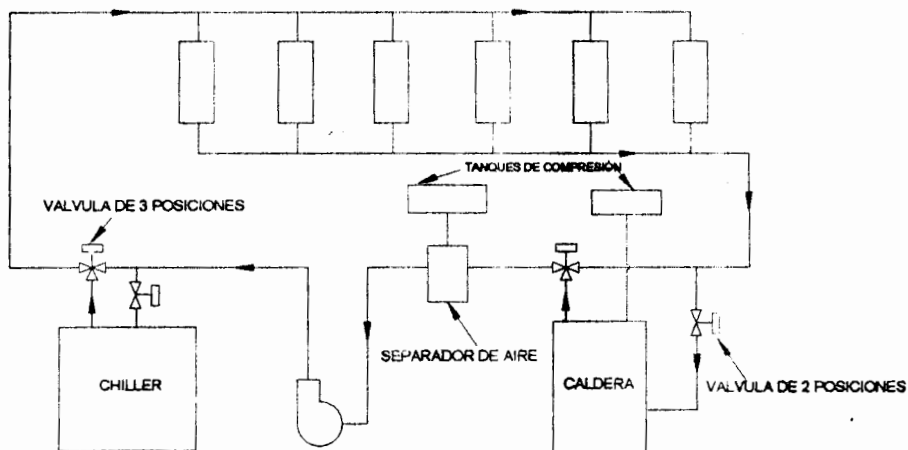 TANQUES DE COMPRESIÓN
VALVULA DE 3 POSICIONES
SEPARADOR DE AIRE
CHILLER
CALDERA
VALVULA DE 2 POSICIONES